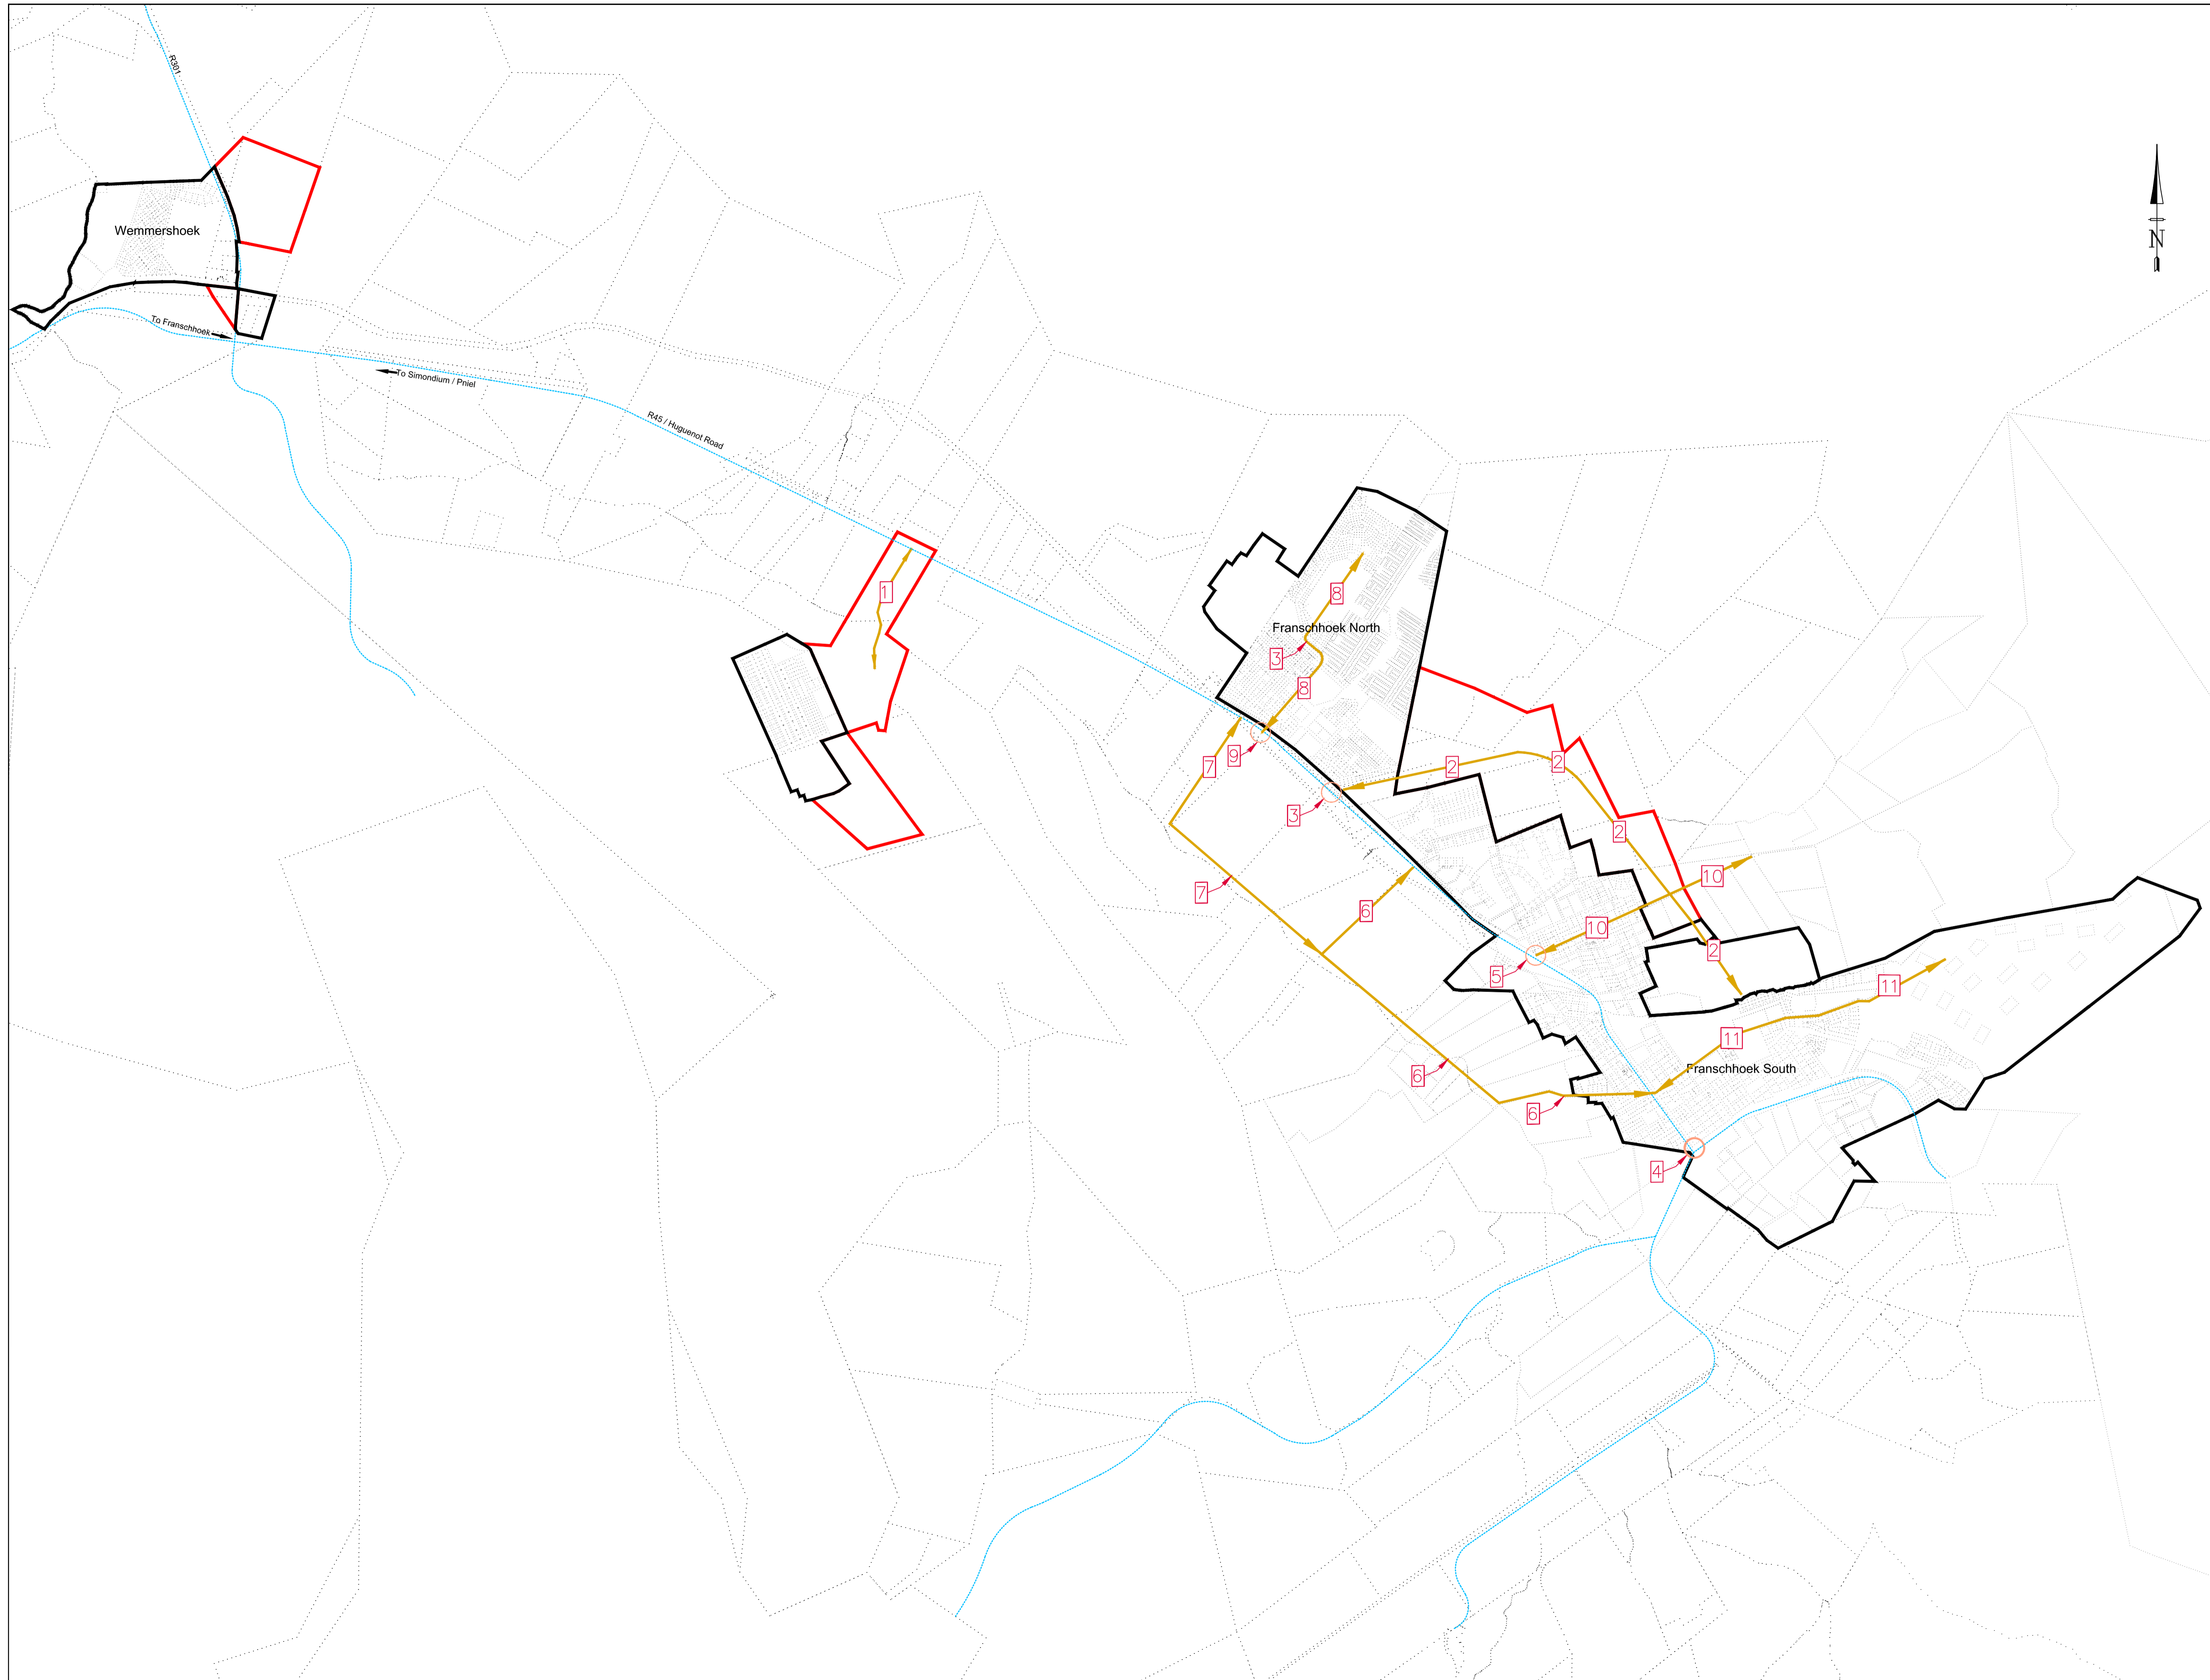 R301
N
Wemmershoek
To Franschhoek
To Simondium / Pniel
R45 / Huguenot Road
1
8
Franschhoek North
3
8
9
7
2
2
3
2
10
7
6
10
2
5
11
11
6
Franschhoek South
6
4